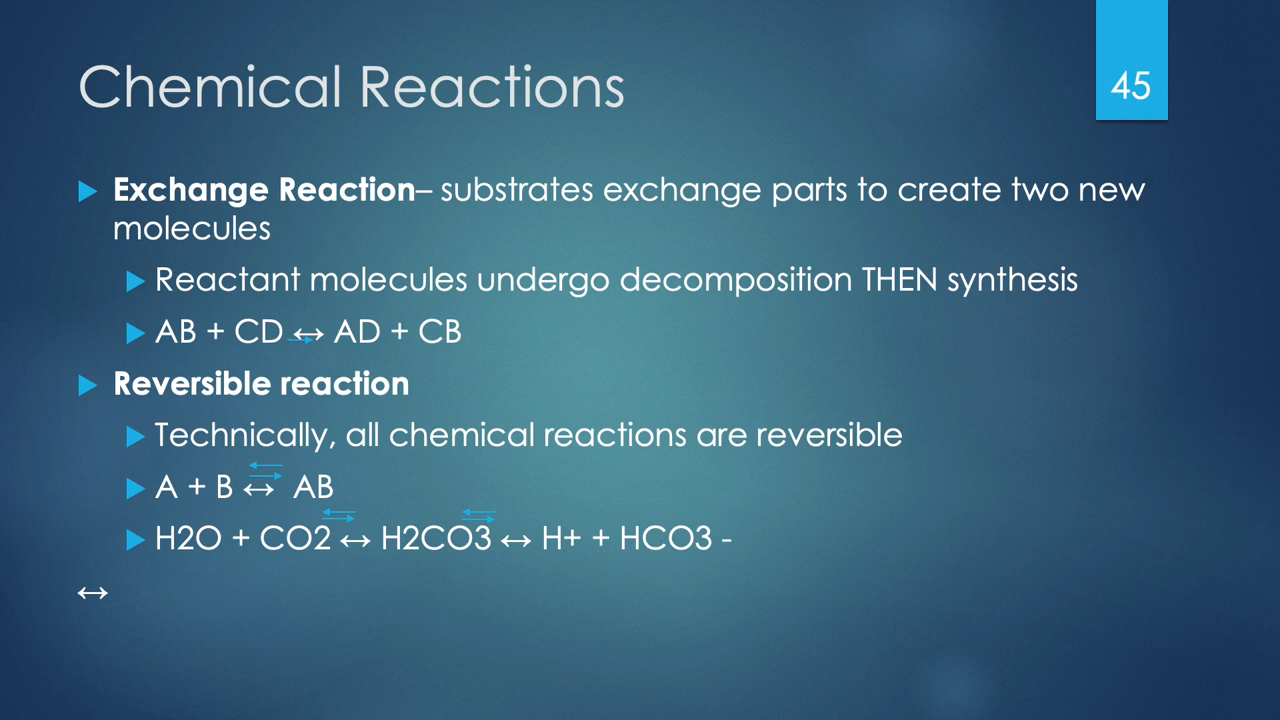 Chemical Reactions
45
Exchange Reaction– substrates exchange parts to create two new
molecules
Reactant molecules undergo decomposition THEN synthesis
AB + CD ↔ AD + CB
Reversible reaction
Technically, all chemical reactions are reversible
A + B ↔ AB
H2O + CO2 ↔ H2CO3 ↔ H+ + HCO3 -
↔